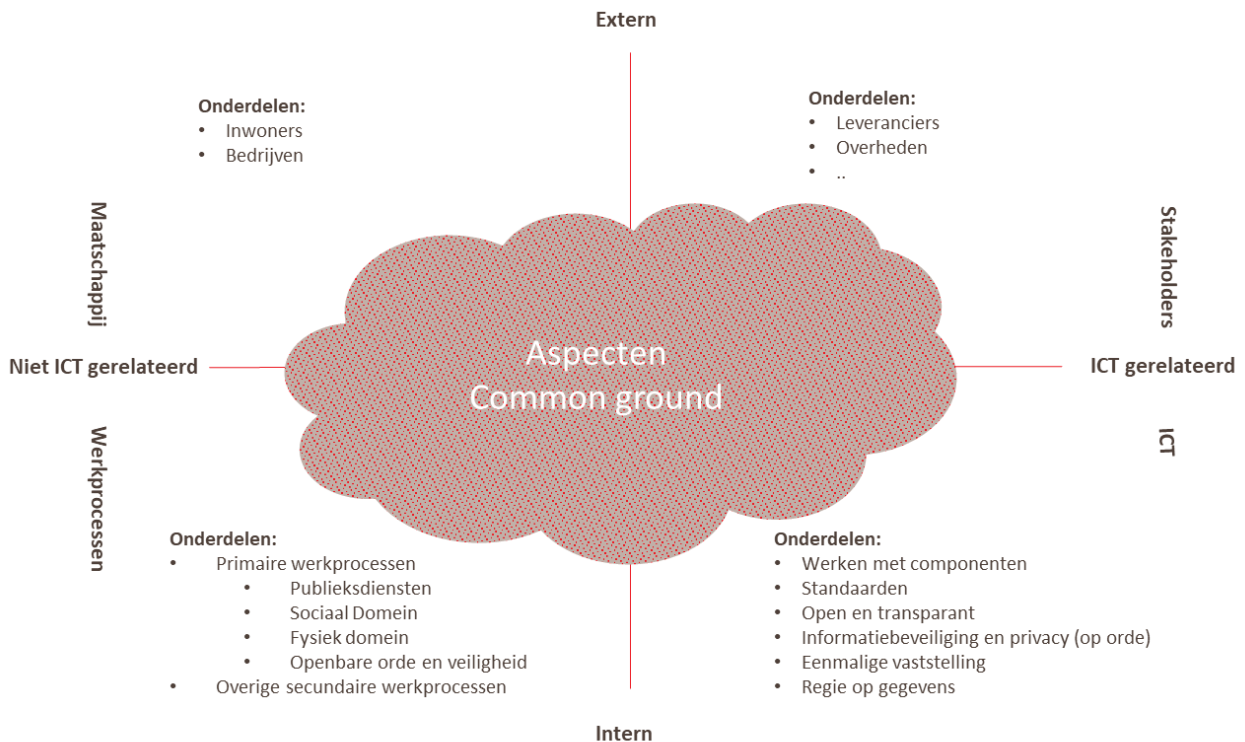 Extern
Onderdelen:
• Inwoners
• Bedrijven
Onderdelen:
• Leveranciers
• Overheden
• ..
Maatschappij
Stakeholders
Niet ICT gerelateerd
Aspecten
Common ground
ICT gerelateerd
Werkprocessen
ICT
Onderdelen:
• Primaire werkprocessen
• Publieksdiensten
• Sociaal Domein
• Fysiek domein
• Openbare orde en veiligheid
• Overige secundaire werkprocessen
Onderdelen:
• Werken met componenten
• Standaarden
• Open en transparant
• Informatiebeveiliging en privacy (op orde)
• Eenmalige vaststelling
• Regie op gegevens
Intern